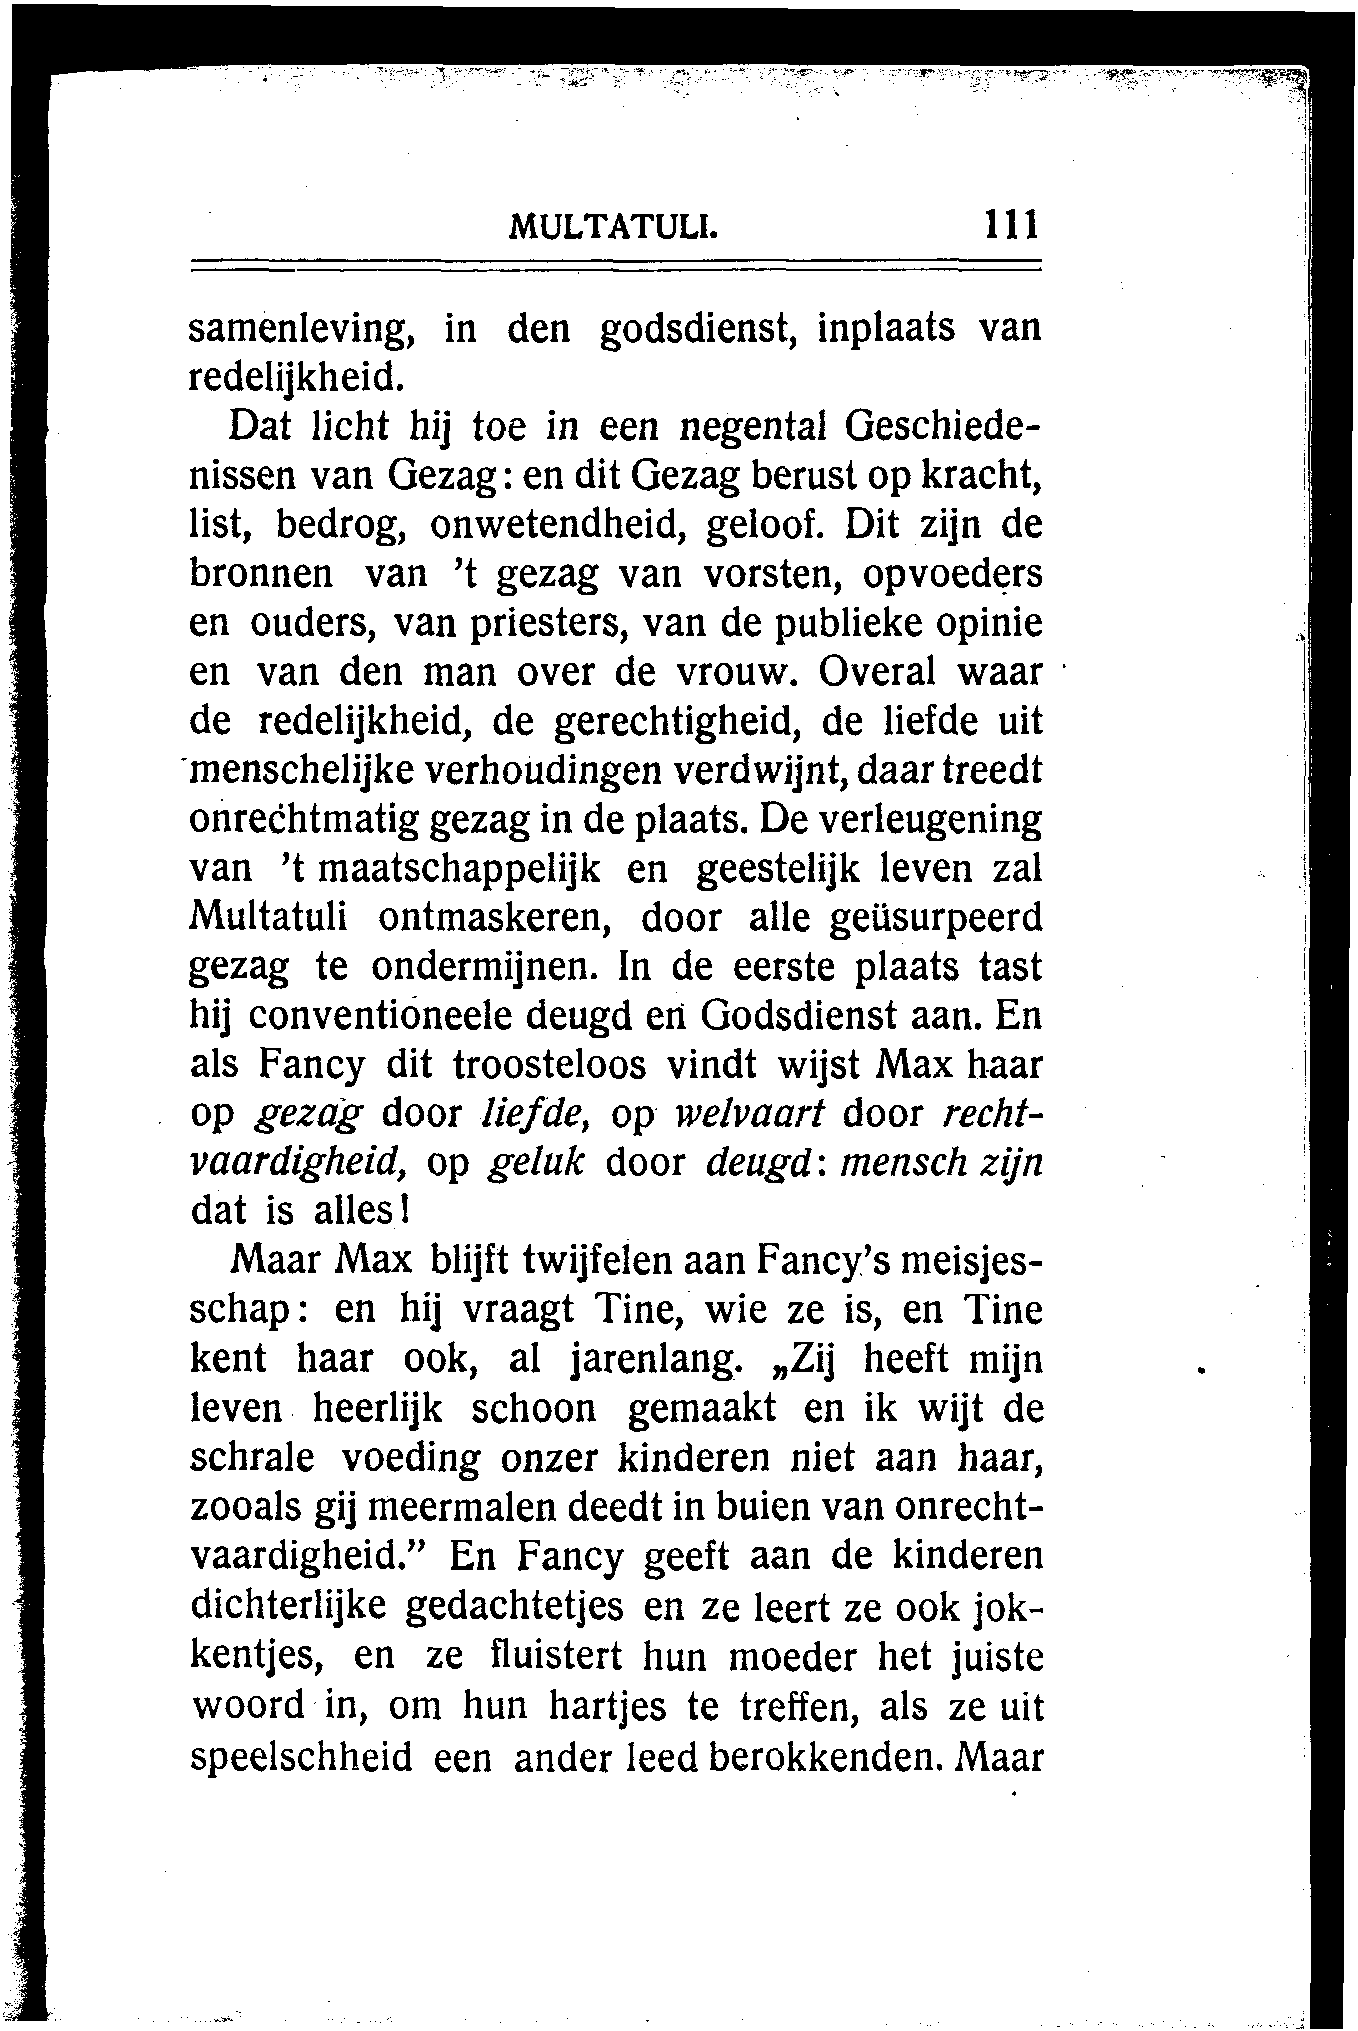 MULTATULI. 111
samenleving, in den godsdienst, inplaats van
redelijkheid.
Dat licht hij toe in een negental Geschiede-
nissen van Gezag: en dit Gezag berust op kracht,
list, bedrog, onwetendheid, geloof. Dit zijn de
bronnen van 't gezag van vorsten, opvoeders
en ouders, van priesters, van de publieke opinie
en van den man over de vrouw. Overal waar
de redelijkheid, de gerechtigheid, de liefde uit
menschelijke verhoudingen verdwijnt, daar treedt
onrechtmatig gezag in de plaats. De verleugening
van 't maatschappelijk en geestelijk leven zal
Multatuli ontmaskeren, door alle geüsurpeerd
gezag te ondermijnen. In de eerste plaats tast
hij conventioneele deugd en Godsdienst aan. En
als Fancy dit troosteloos vindt wijst Max haar
op gezag door liefde, op welvaart door recht-
vaardigheid, op geluk door deugd: mensch zijn
dat is alles!
Maar Max blijft twijfelen aan Fancy's meisjes-
schap: en hij vraagt Tine, wie ze is, en Tine
kent haar ook, al jarenlang. „Zij heeft mijn
leven heerlijk schoon gemaakt en ik wijt de
schrale voeding onzer kinderen niet aan haar,
zooals gij meermalen deedt in buien van onrecht-
vaardigheid.” En Fancy geeft aan de kinderen
dichterlijke gedachtetjes en ze leert ze ook jok-
kentjes, en ze fluistert hun moeder het juiste
woord in, om hun hartjes te treffen, als ze uit
speelschheid een ander leed berokkenden. Maar